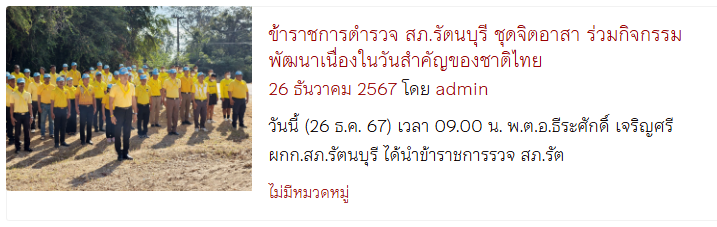 ข้าราชการตำรวจ สภ.รัตนบุรี ชุดจิตอาสา ร่วมกิจกรรม
พัฒนาเนื่องในวันสำคัญของชาติไทย
26 ธันวาคม 2567 โดย admin
วันนี้ (26 ธ.ค. 67) เวลา 09.00 น. พ.ต.อ.ธีระศักดิ์ เจริญศรี
ผกก.สภ.รัตนบุรี ได้นำข้าราชการรวจ สภ.รัต
ไม่มีหมวดหมู่